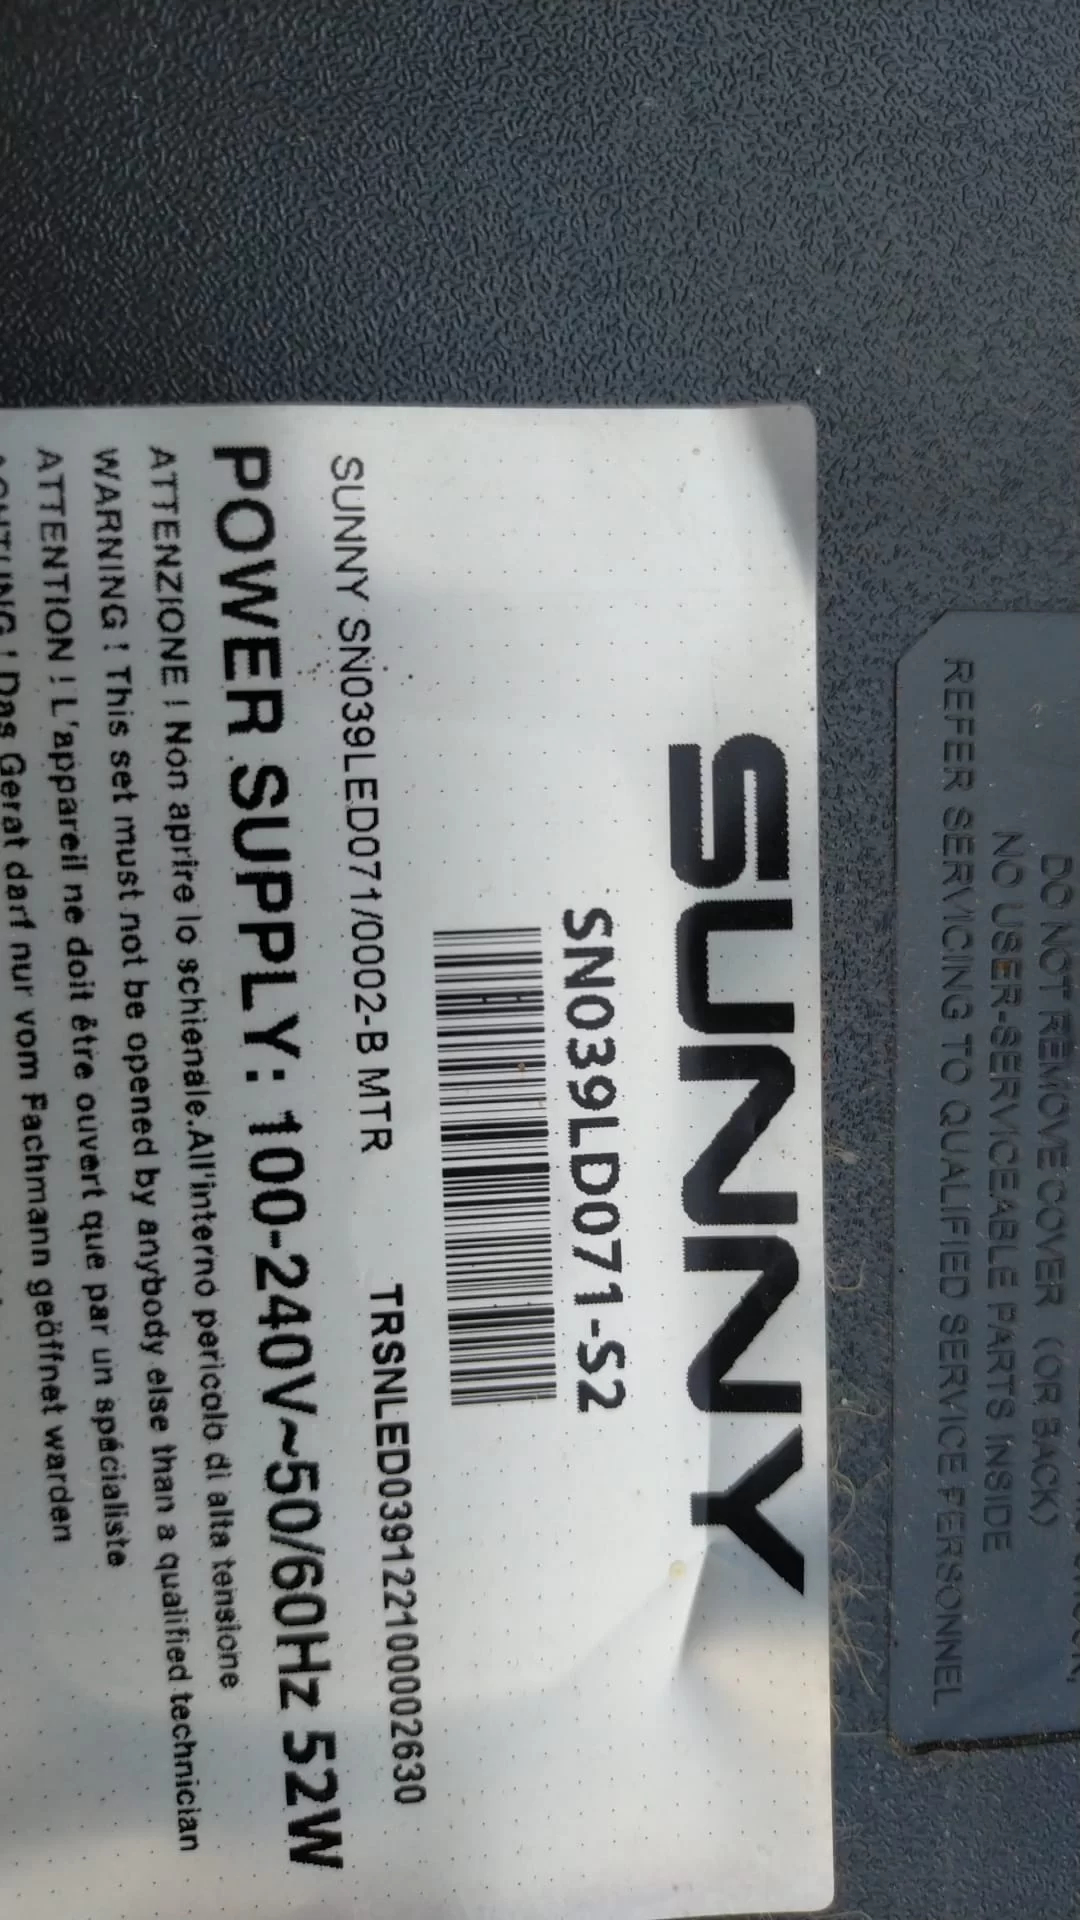 DO NOT REMOVE COVER (OR BACK)
NO USER-SERVICEABLE PARTS INSIDE
REFER SERVICING TO QUALIFIED SERVICE PERSONNEL
SUNNY
SN039LD071-S2
SUNNY SN039LED071/0002-B MTR TRSNLED03912210002630
POWER SUPPLY: 100-240V~50/60Hz 52W
ATTENZIONE ! Non aprire lo schienale.All'interno pericolo di alta tensione
WARNING ! This set must not be opened by anybody else than a qualified technician
ATTENTION ! L'appareil ne doit être ouvert que par un spécialiste
ACHTUNG ! Das Gerat darf nur vom Fachmann geöffnet warden